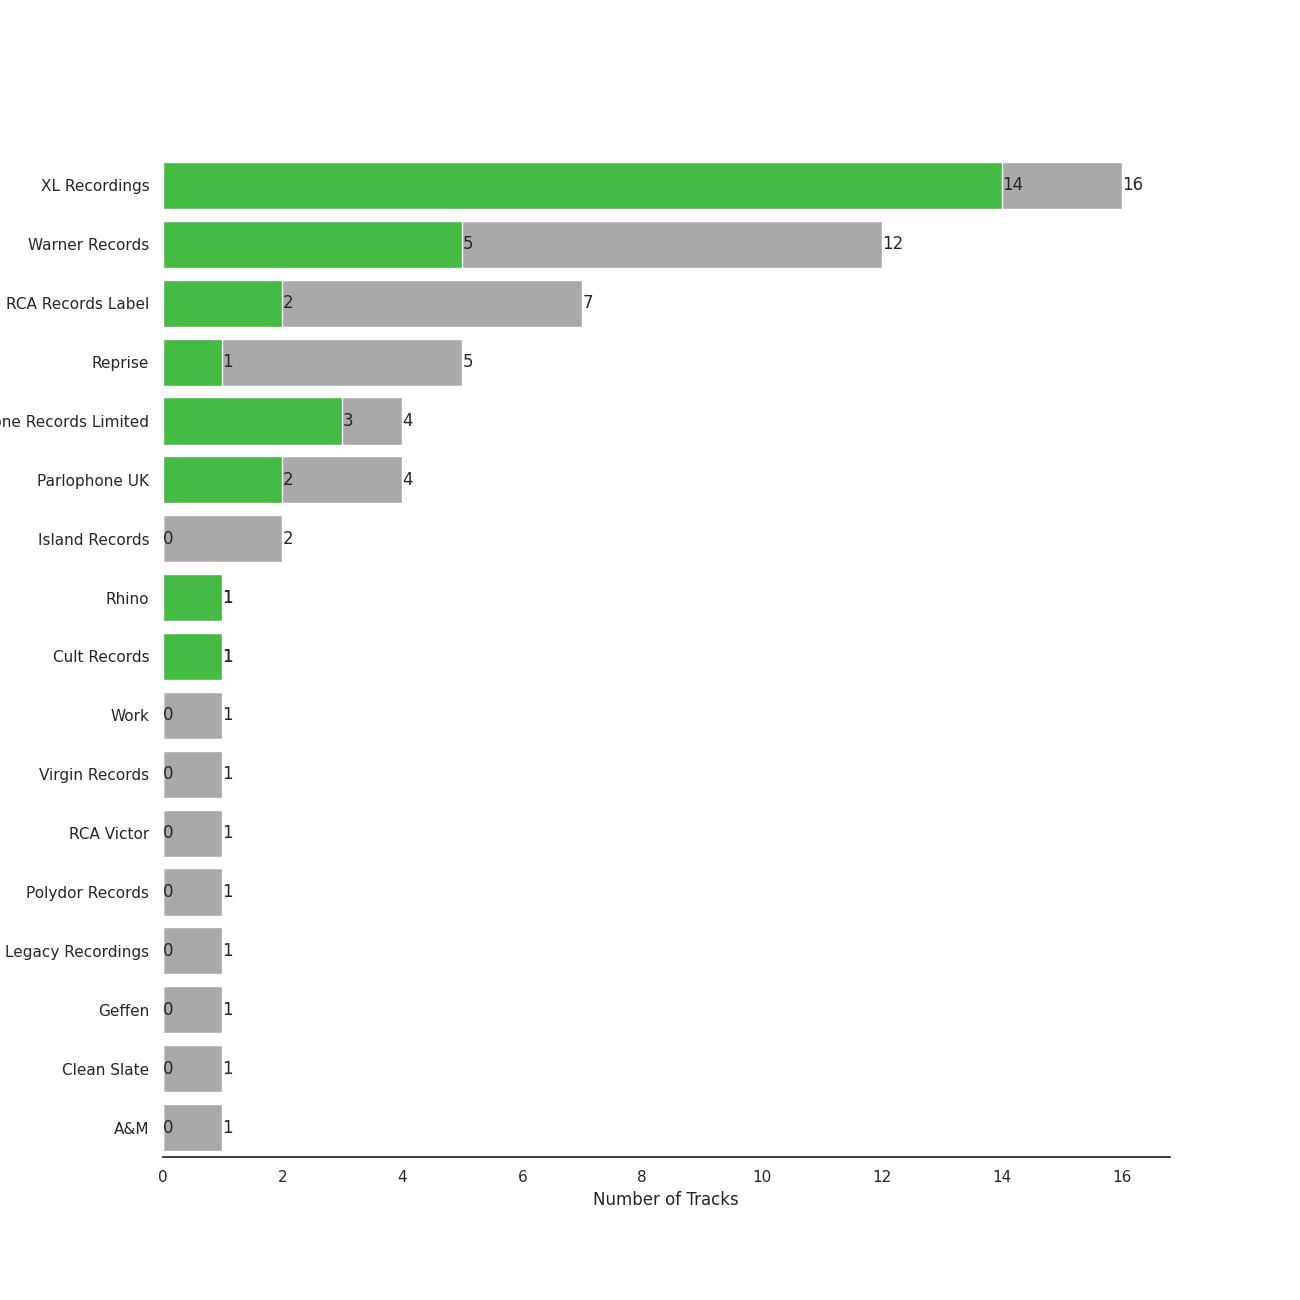 XL Recordings 14 16
Warner Records 5 12
RCA Records Label 2 7
Reprise 1 5
one Records Limited 3 4
Parlophone UK 2 4
Island Records 0 2
Rhino 1
Cult Records 1
Work 0 1
Virgin Records 0 1
RCA Victor 0 1
Polydor Records 0 1
Legacy Recordings 0 1
Geffen 0 1
Clean Slate 0 1
A&M 0 1
0 2 4 6 8 10 12 14 16
Number of Tracks